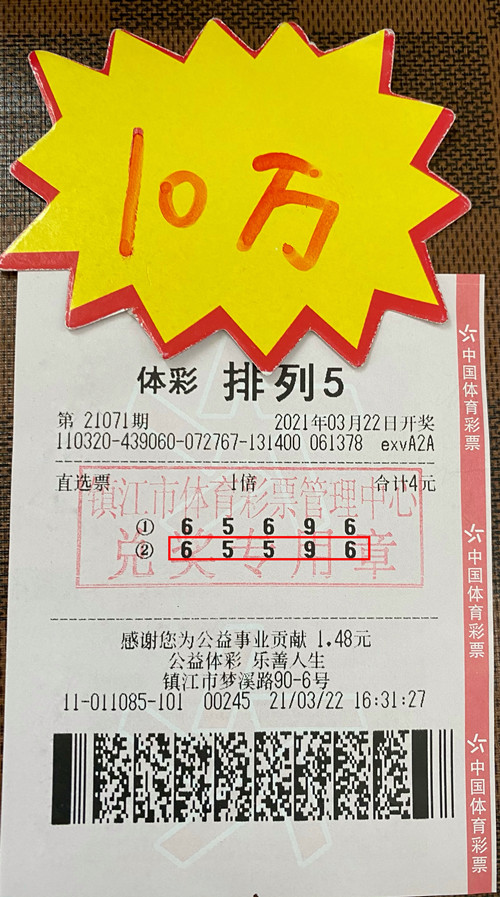 10万
体彩 排列5
第 21071期 2021年03月22日开奖
110320-439060-072767-131400 061378 exvA2A
直选票 1倍 合计4元
镇江市体育彩票管理中心
① 6 5 6 9 6
兑奖专用章
② 6 5 5 9 6
感谢您为公益事业贡献 1.48元
公益体彩 乐善人生
镇江市梦溪路90-6号
11-011085-101 00245 21/03/22 16:31:27
中国体育彩票
中国体育彩票
中国体育彩票